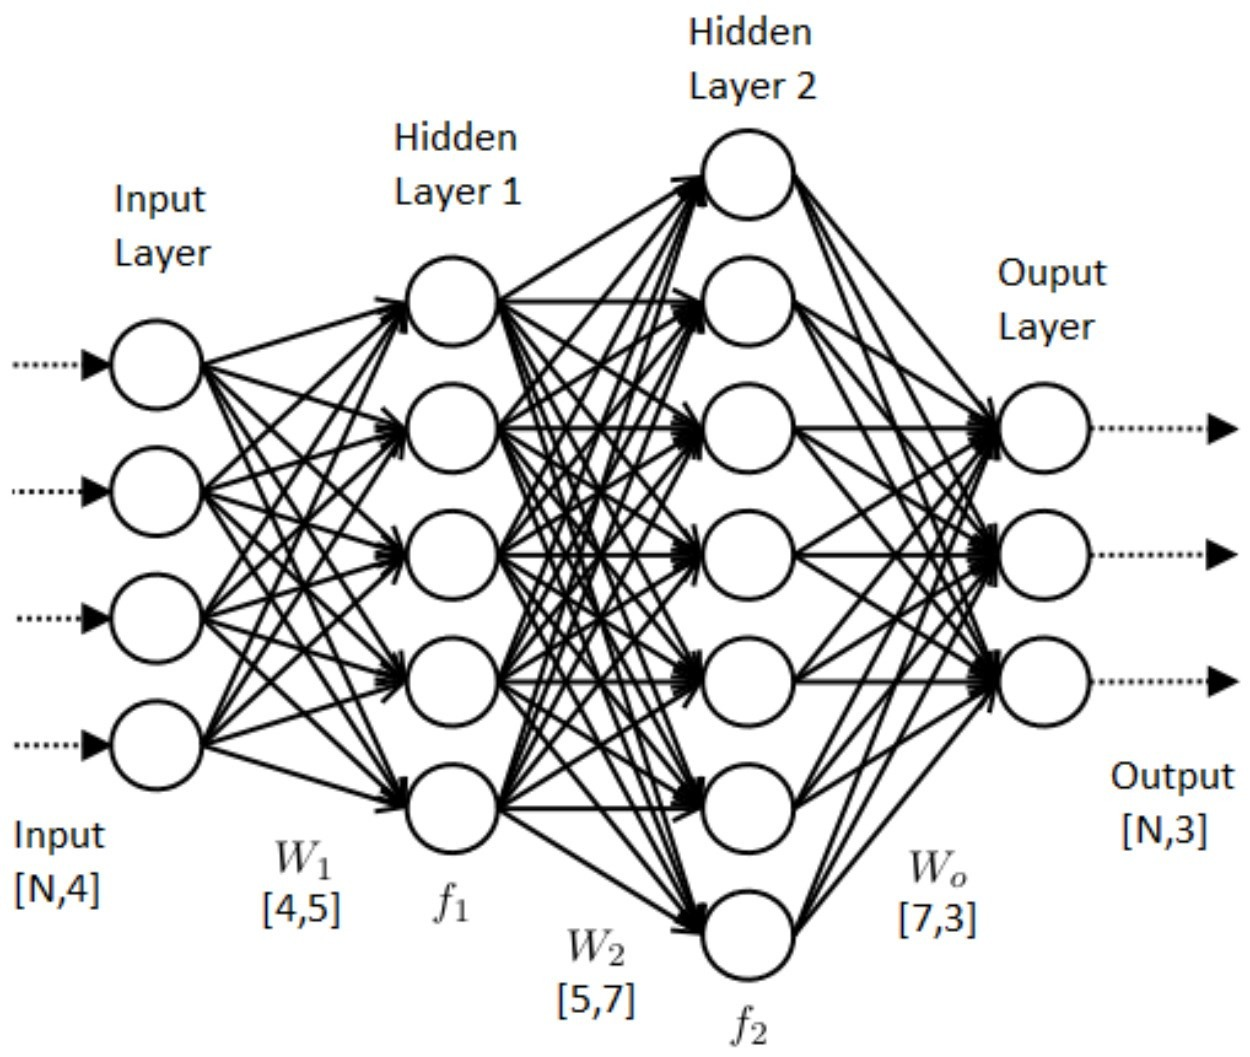 Hidden
Layer 2
Hidden
Layer 1
Input
Layer
Ouput
Layer
Input
[N,4]
W₁
[4,5]
f₁
W₂
[5,7]
f₂
Wₒ
[7,3]
Output
[N,3]